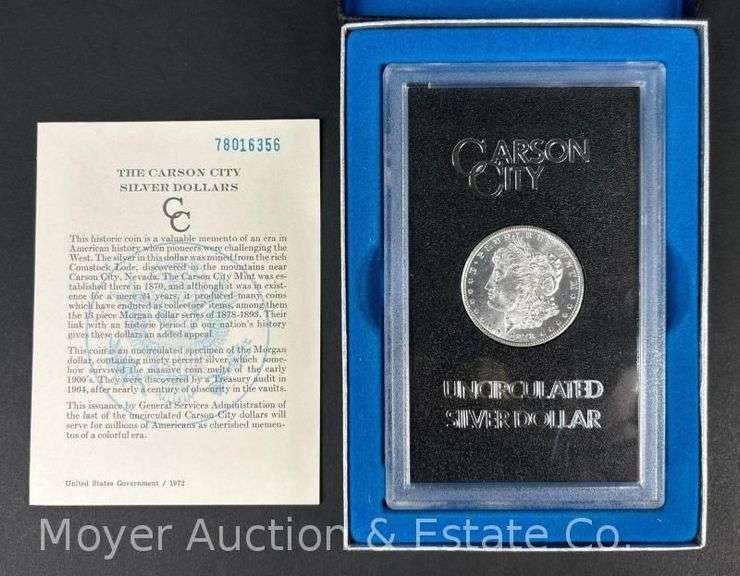 78016356
THE CARSON CITY
SILVER DOLLARS
CC
This historic coin is a valuable memento of an era in
American history when pioneers were challenging the
West. The silver in this dollar was mined from the rich
Comstock Lode, discovered in the mountains near
Carson City, Nevada. The Carson City Mint was es-
tablished there in 1870, and although it was in exist-
ence for a mere 24 years, it produced many coins
which have endured as collectors' items, among them
the 13 piece Morgan dollar series of 1878-1893. Their
link with an historic period in our nation's history
gives these dollars an added appeal.
This coin is an uncirculated specimen of the Morgan
dollar, containing ninety percent silver, which some-
how survived the massive coin melts of the early
1900's. They were discovered by a Treasury audit in
1964, after nearly a century of obscurity in the vaults.
This issuance by General Services Administration of
the last of the uncirculated Carson City dollars will
serve for millions of Americans as cherished memen-
tos of a colorful era.
United States Government / 1972
CARSON
CITY
UNCIRCULATED
SILVER DOLLAR
Moyer Auction & Estate Co.